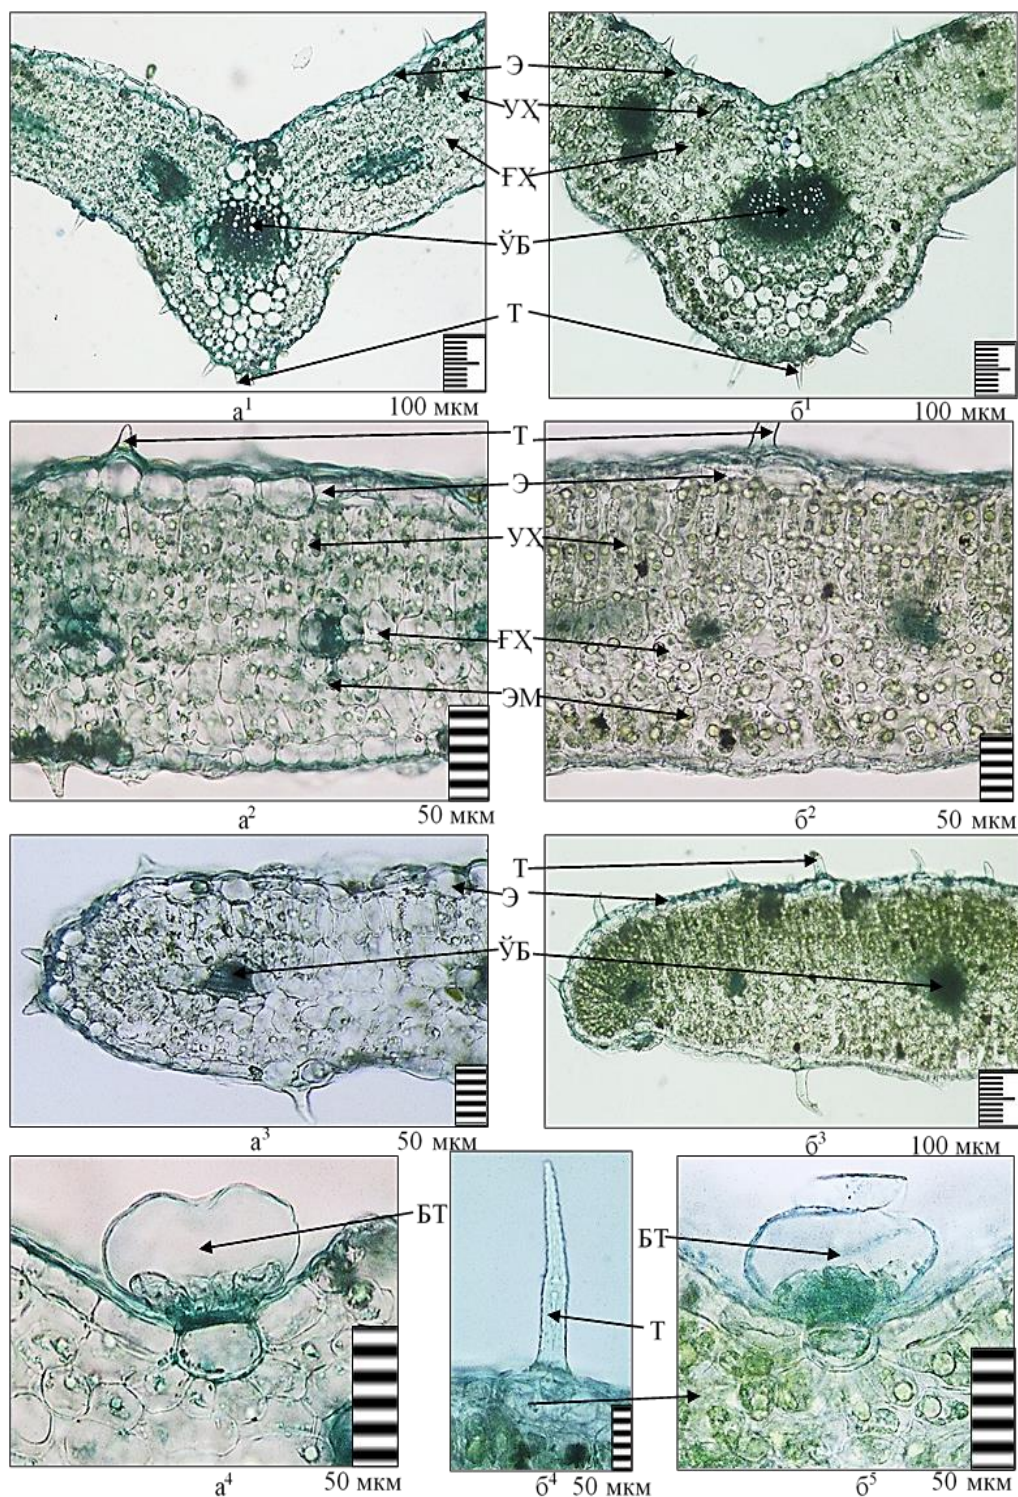 Э
УҲ
ҒҲ
ЎБ
Т
а¹ 100 мкм б¹ 100 мкм
Т
Э
УҲ
ҒҲ
ЭМ
а² 50 мкм б² 50 мкм
Т
Э
ЎБ
а³ 50 мкм б³ 100 мкм
БТ
БТ
Т
а⁴ 50 мкм б⁴ 50 мкм б⁵ 50 мкм